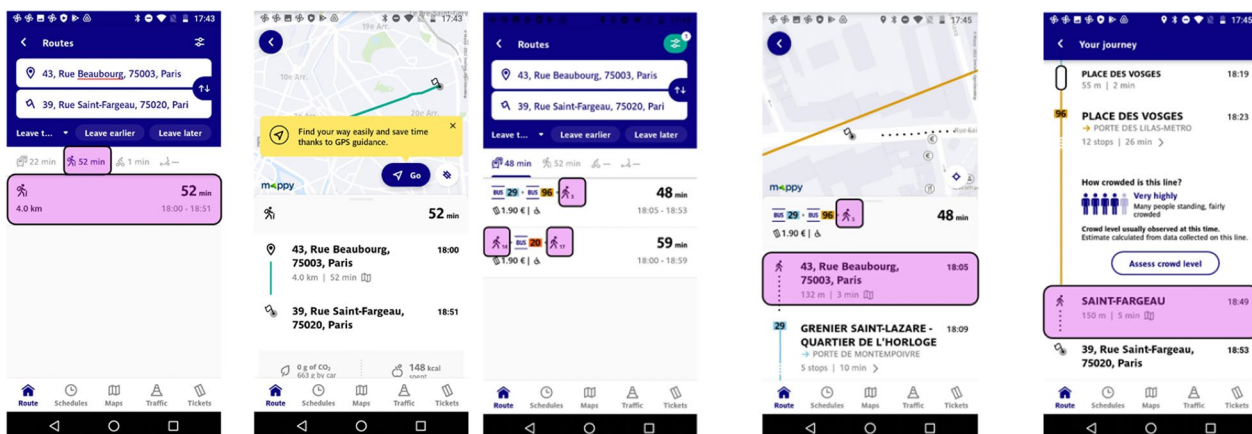 17:43
Routes
43, Rue Beaubourg, 75003, Paris
39, Rue Saint-Fargeau, 75020, Pari
Leave t... Leave earlier Leave later
22 min 52 min 1 min —
52 min
4.0 km 18:00 - 18:51
Route Schedules Maps Traffic Tickets
17:43
19e Arr.
10e Arr.
20e Arr.
Find your way easily and save time
thanks to GPS guidance.
Go
mappy
52 min
43, Rue Beaubourg, 18:00
75003, Paris
4.0 km | 52 min
39, Rue Saint-Fargeau, 18:51
75020, Paris
0 g of CO₂ 148 kcal
663 g by car spent
Route Schedules Maps Traffic Tickets
Routes 1
43, Rue Beaubourg, 75003, Paris
39, Rue Saint-Fargeau, 75020, Pari
Leave t... Leave earlier Leave later
48 min 52 min — —
BUS 29 BUS 96 5 48 min
1.90 € | 18:05 - 18:53
14 BUS 20 17 59 min
1.90 € | 18:00 - 18:59
Route Schedules Maps Traffic Tickets
17:45
mappy
BUS 29 BUS 96 5 48 min
1.90 € |
43, Rue Beaubourg, 18:05
75003, Paris
132 m | 3 min
29 GRENIER SAINT-LAZARE - 18:09
QUARTIER DE L'HORLOGE
→ PORTE DE MONTEMPOIVRE
5 stops | 10 min >
Route Schedules Maps Traffic Tickets
17:45
Your journey
PLACE DES VOSGES 18:19
55 m | 2 min
96 PLACE DES VOSGES 18:23
→ PORTE DES LILAS-METRO
12 stops | 26 min >
How crowded is this line?
Very highly
Many people standing, fairly
crowded
Crowd level usually observed at this time.
Estimate calculated from data collected on this line.
Assess crowd level
SAINT-FARGEAU 18:49
150 m | 5 min
39, Rue Saint-Fargeau, 18:53
75020, Paris
Route Schedules Maps Traffic Tickets